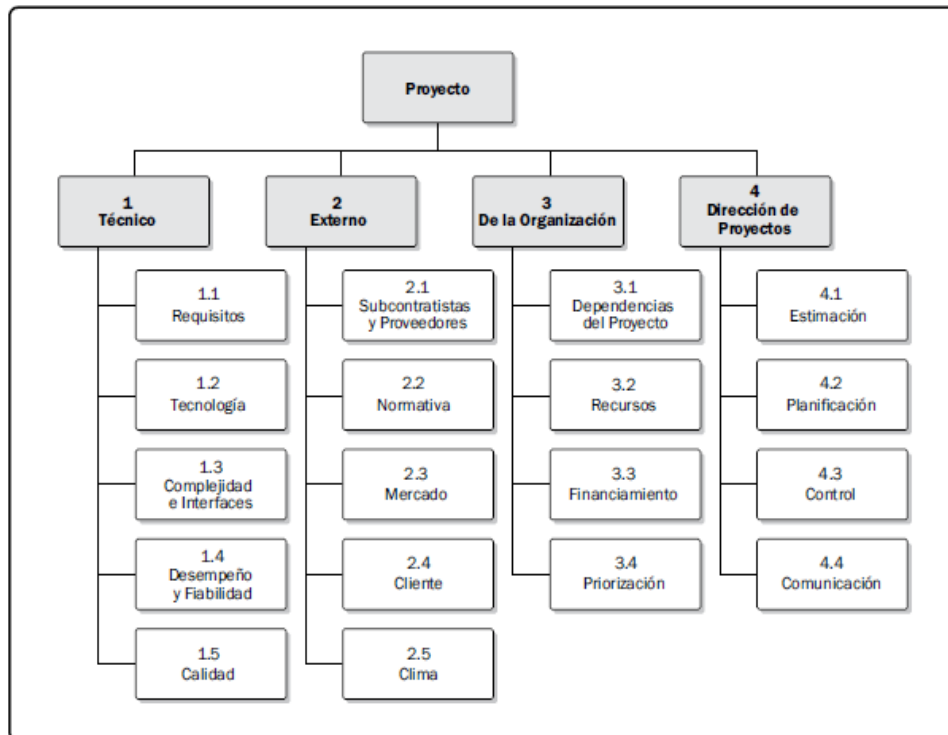 Proyecto
1
Técnico
2
Externo
3
De la Organización
4
Dirección de
Proyectos
1.1
Requisitos
1.2
Tecnología
1.3
Complejidad
e Interfaces
1.4
Desempeño
y Fiabilidad
1.5
Calidad
2.1
Subcontratistas
y Proveedores
2.2
Normativa
2.3
Mercado
2.4
Cliente
2.5
Clima
3.1
Dependencias
del Proyecto
3.2
Recursos
3.3
Financiamiento
3.4
Priorización
4.1
Estimación
4.2
Planificación
4.3
Control
4.4
Comunicación